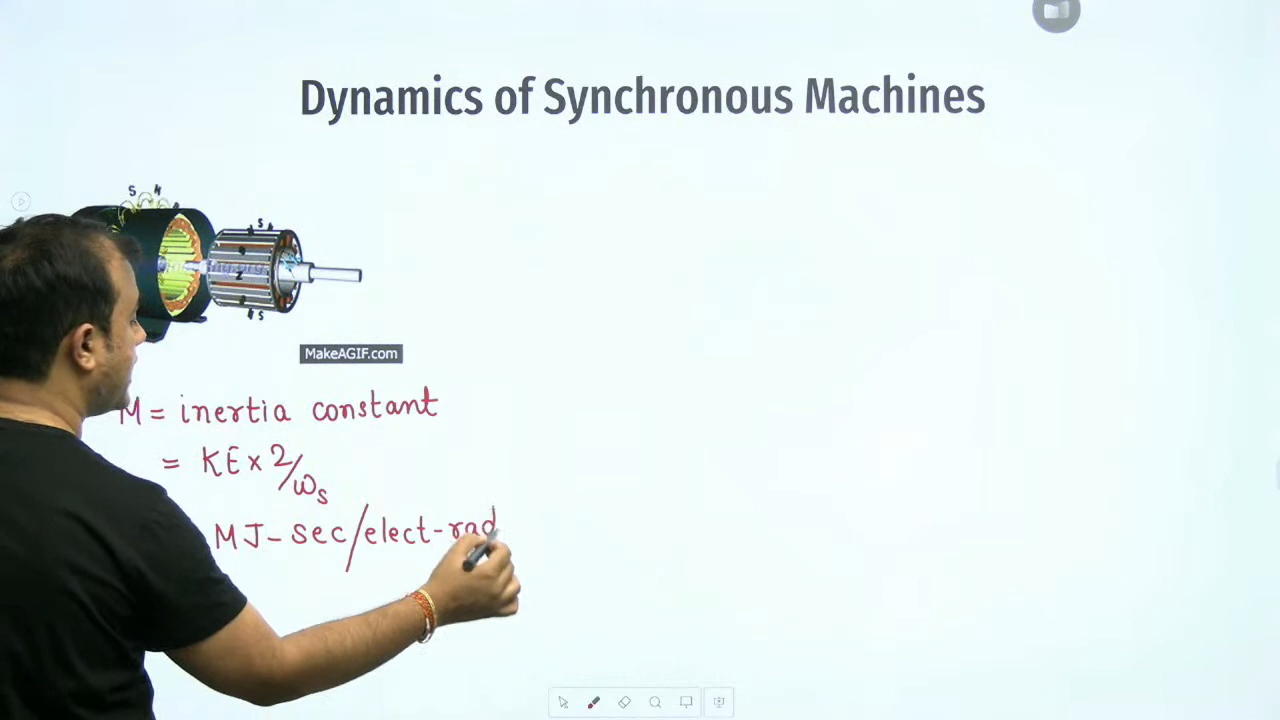 Dynamics of Synchronous Machines
S N
S
N
N S
MakeAGIF.com
M = inertia constant
= KE × 2/ωs
MJ - Sec/elect-rad